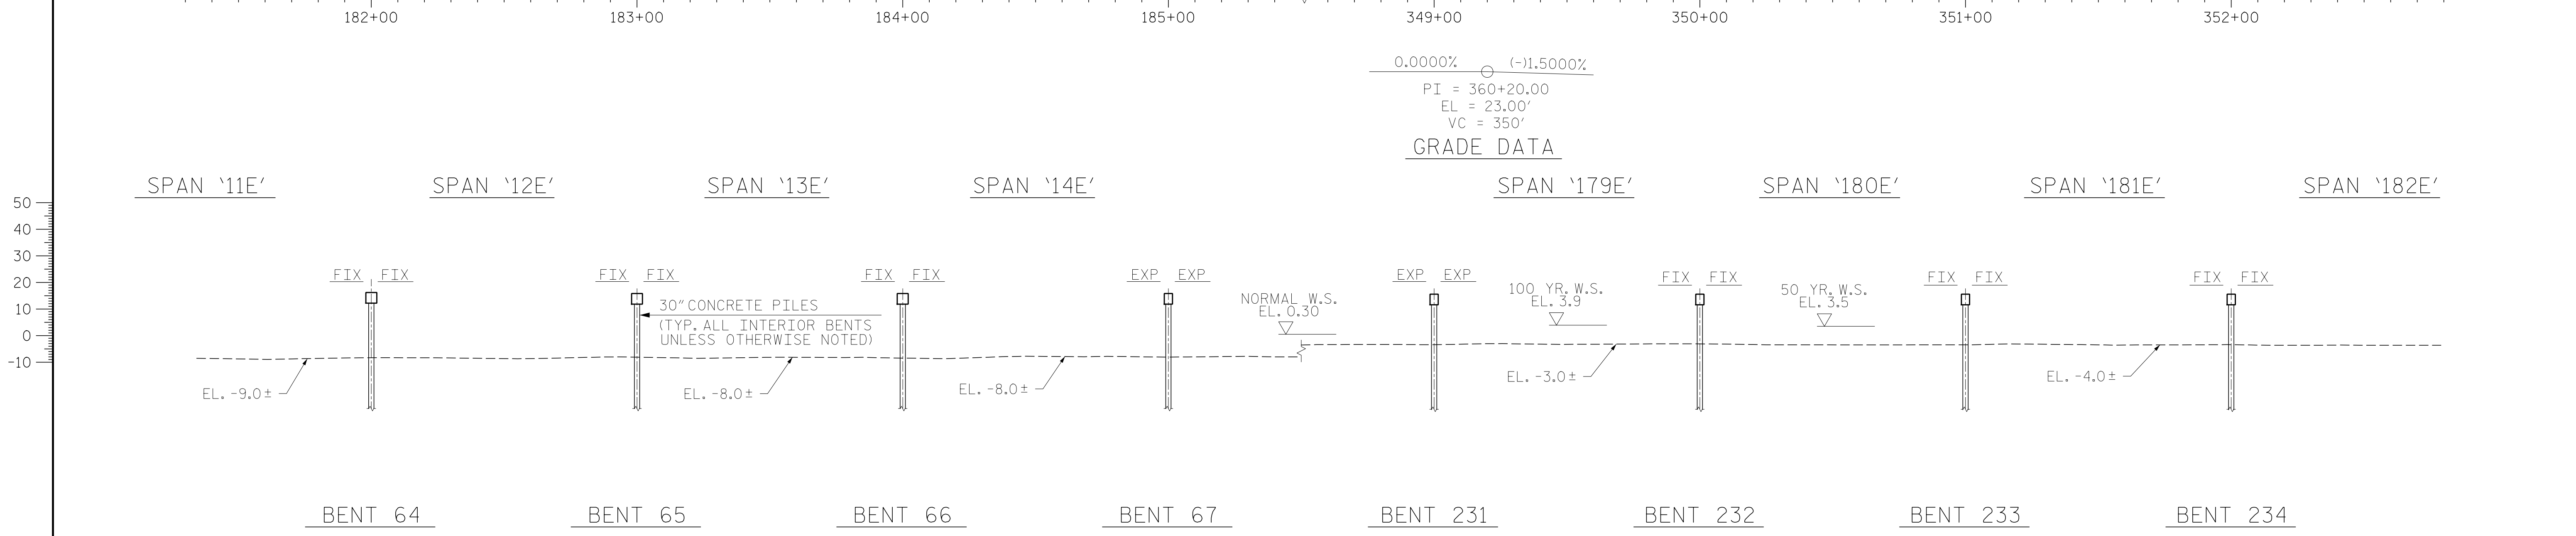 182+00 183+00 184+00 185+00 349+00 350+00 351+00 352+00
0.0000% (-)1.5000%
PI = 360+20.00
EL = 23.00'
VC = 350'
GRADE DATA
SPAN '11E' SPAN '12E' SPAN '13E' SPAN '14E' SPAN '179E' SPAN '180E' SPAN '181E' SPAN '182E'
50
40
30
20
10
0
-10
FIX FIX FIX FIX FIX FIX EXP EXP EXP EXP FIX FIX FIX FIX FIX FIX
30" CONCRETE PILES
(TYP. ALL INTERIOR BENTS
UNLESS OTHERWISE NOTED)
NORMAL W.S.
EL. 0.30
100 YR. W.S.
EL. 3.9
50 YR. W.S.
EL. 3.5
EL. -9.0± EL. -8.0± EL. -8.0± EL. -3.0± EL. -4.0±
BENT 64 BENT 65 BENT 66 BENT 67 BENT 231 BENT 232 BENT 233 BENT 234